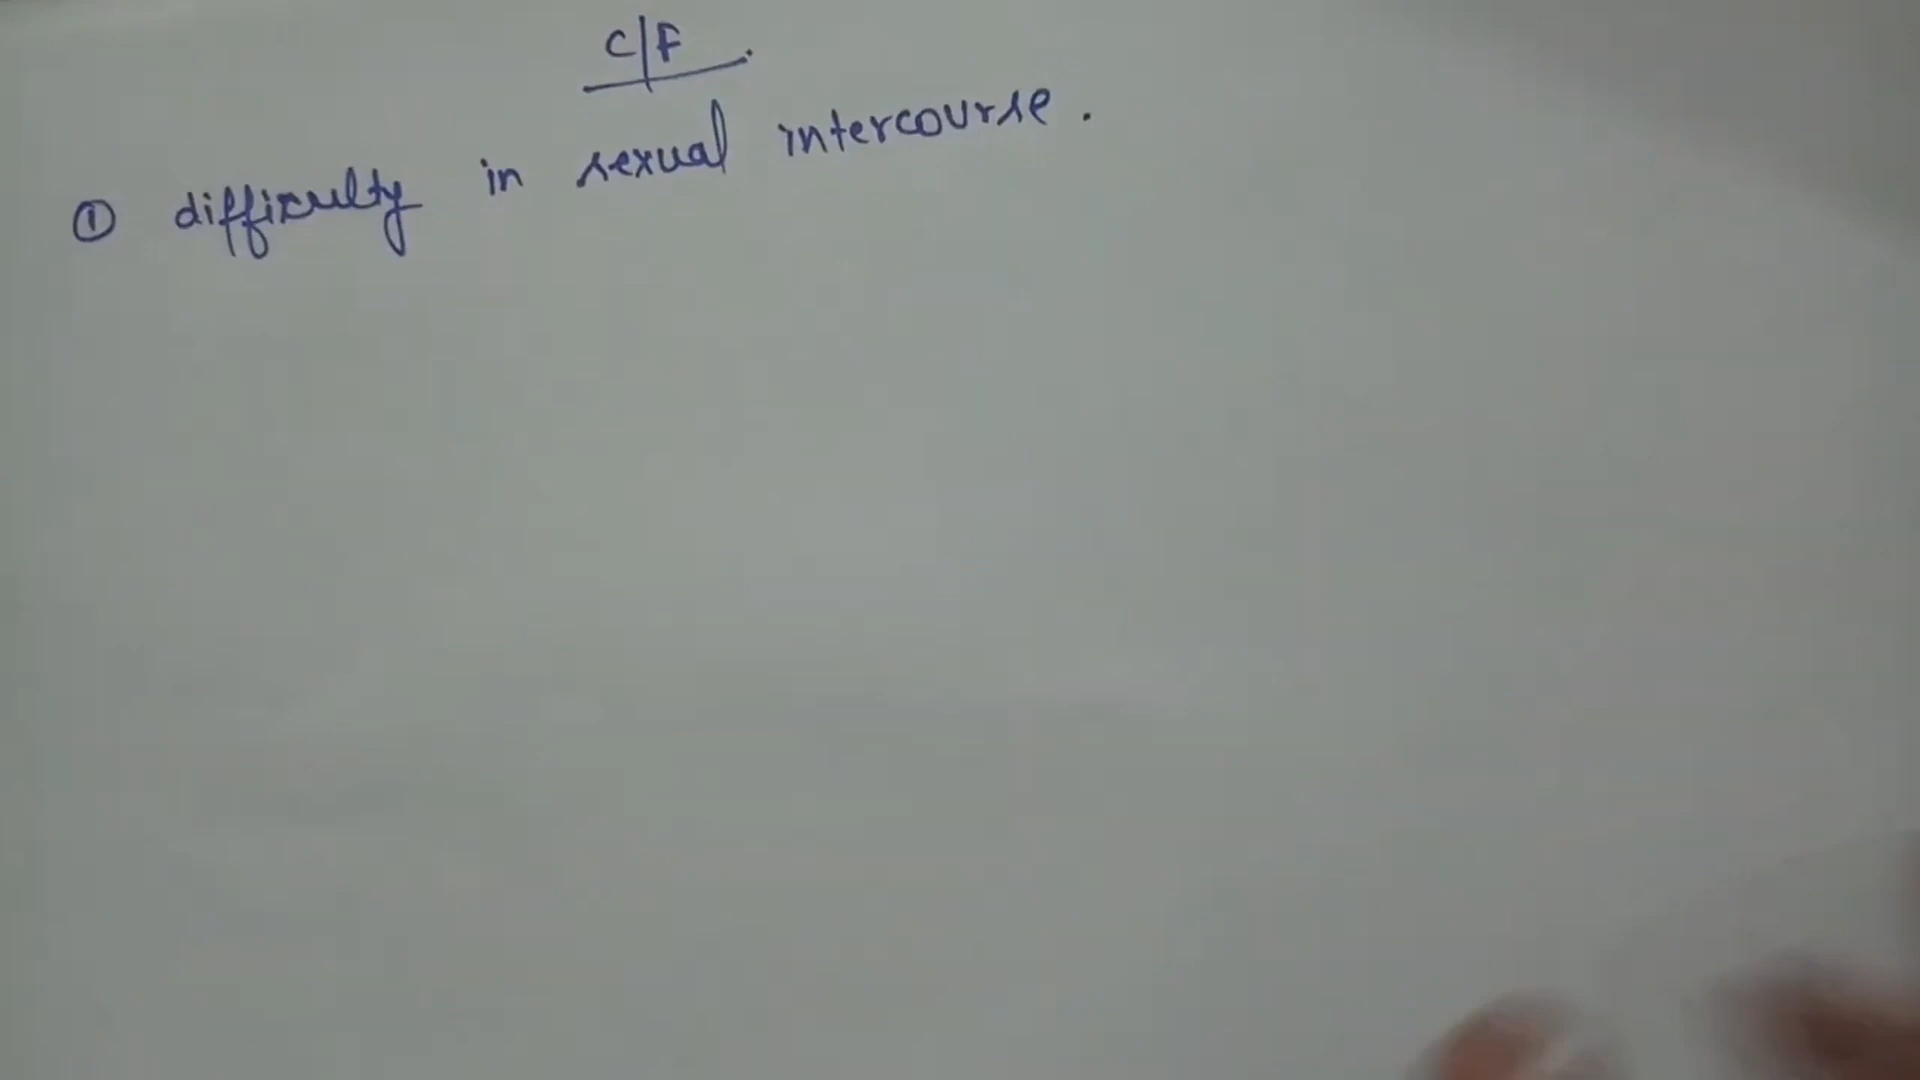 C/F
① difficulty in sexual intercourse.